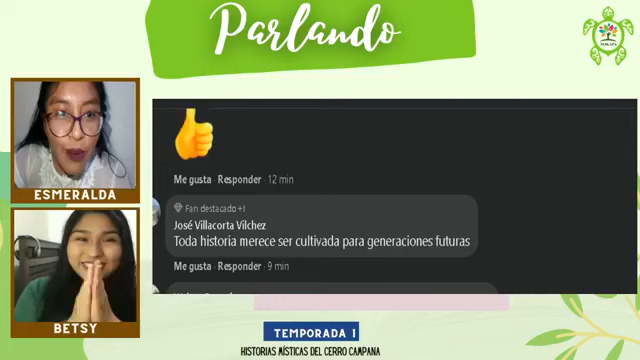 Parlando
ESMERALDA
BETSY
Me gusta · Responder · 12 min
Fan destacado +1
José Villacorta Vilchez
Toda historia merece ser cultivada para generaciones futuras
Me gusta · Responder · 9 min
TEMPORADA 1
HISTORIAS MÍSTICAS DEL CERRO CAMPANA